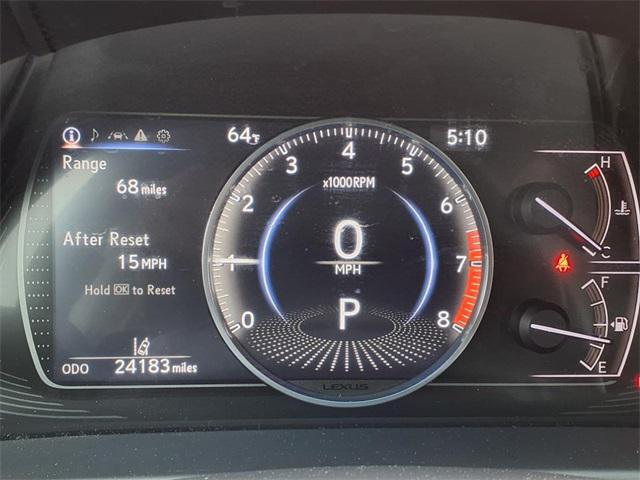 64°F
5:10
Range
68 miles
After Reset
15 MPH
Hold OK to Reset
ODO 24183 miles
x1000RPM
0 1 2 3 4 5 6 7 8
0
MPH
P
LEXUS
H
C
F
E